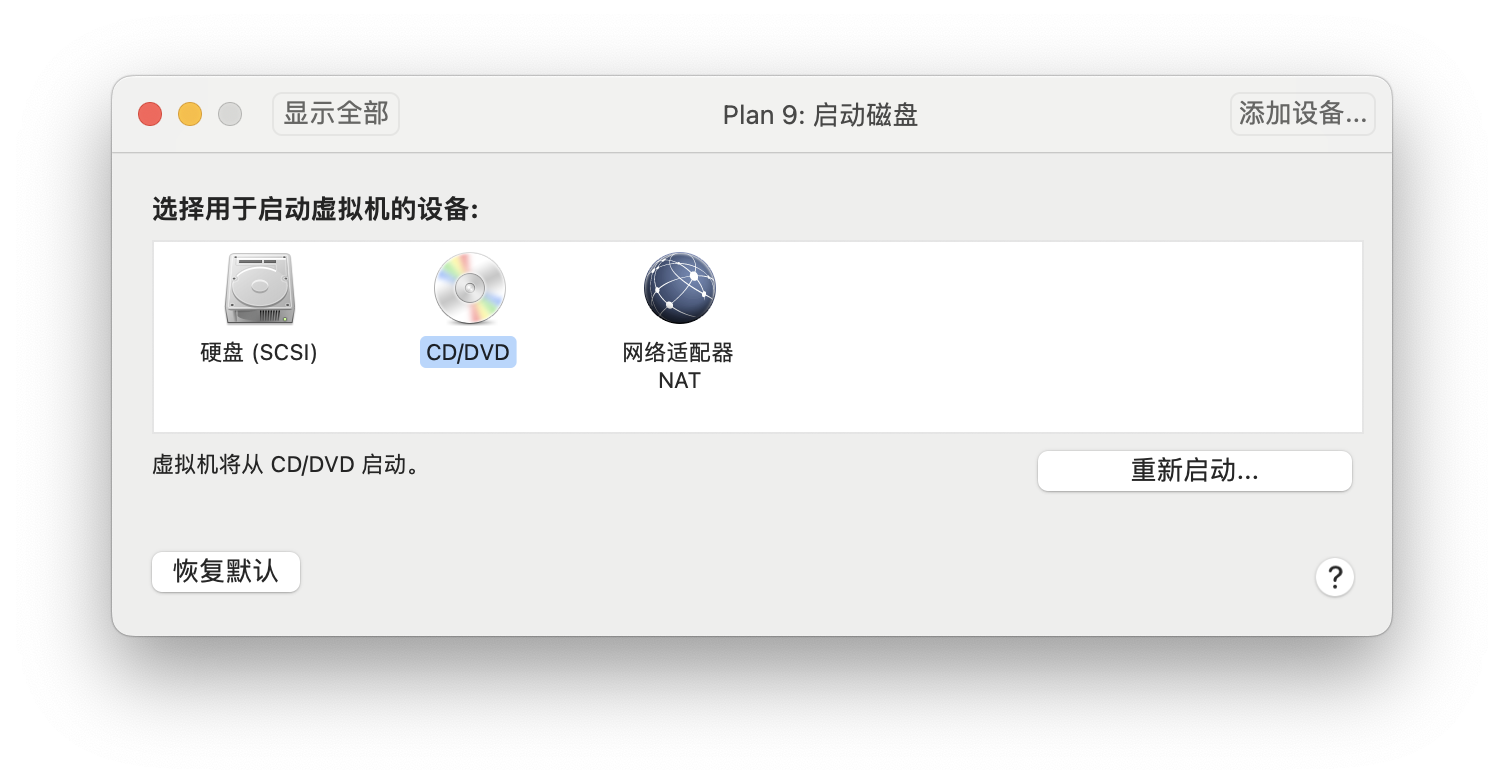 显示全部
Plan 9: 启动磁盘
添加设备...
选择用于启动虚拟机的设备:
硬盘 (SCSI)
CD/DVD
网络适配器
NAT
虚拟机将从 CD/DVD 启动。
重新启动...
恢复默认
?